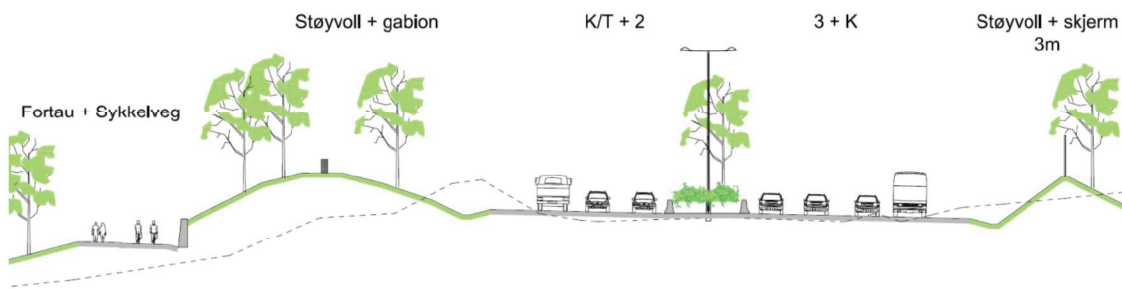 Støyvoll + gabion
K/T + 2
3 + K
Støyvoll + skjerm
3m
Fortau + Sykkelveg